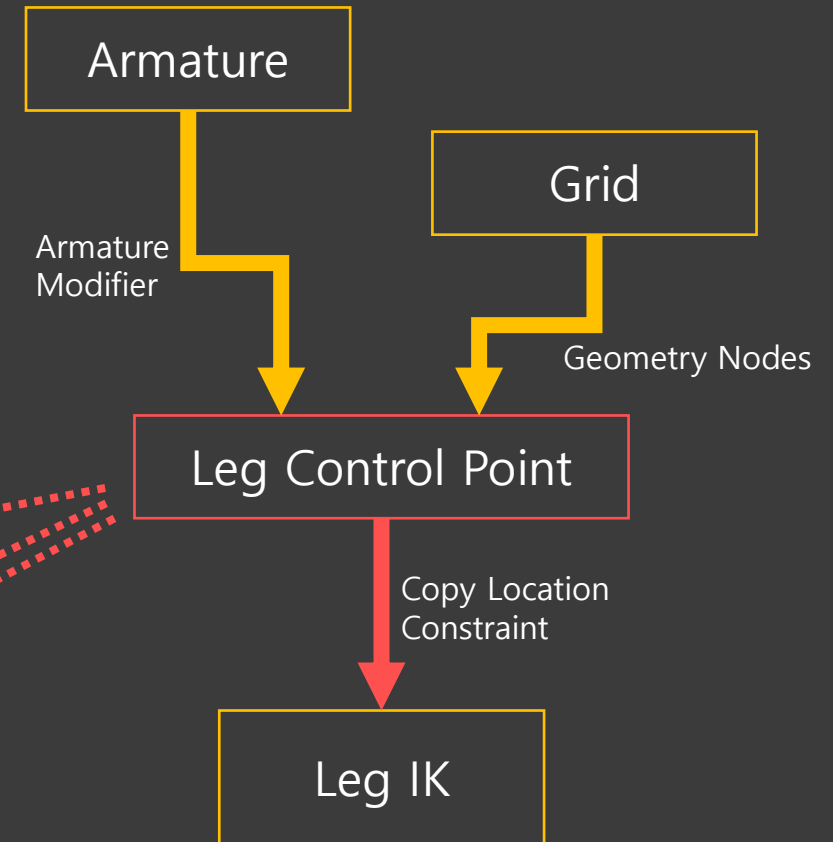 Armature
Grid
Armature
Modifier
Geometry Nodes
Leg Control Point
Copy Location
Constraint
Leg IK